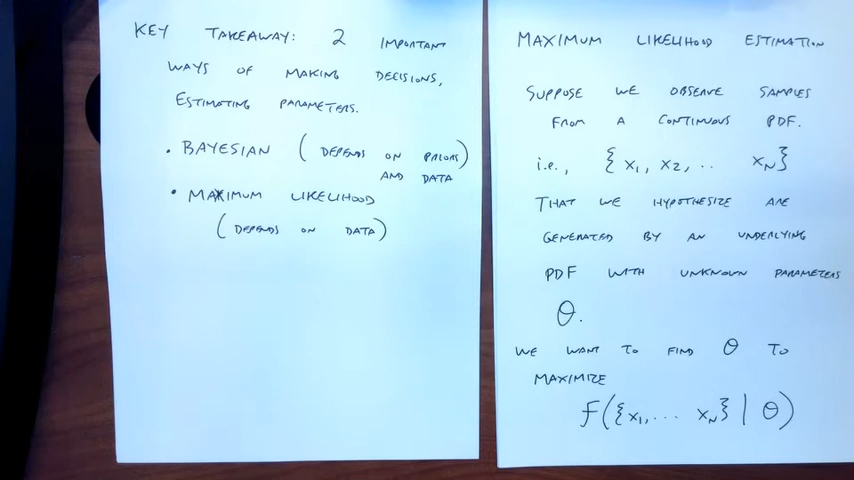 KEY TAKEAWAY: 2 IMPORTANT
WAYS OF MAKING DECISIONS,
ESTIMATING PARAMETERS.
• BAYESIAN (DEPENDS ON PRIORS)
AND DATA
• MAXIMUM LIKELIHOOD
(DEPENDS ON DATA)
MAXIMUM LIKELIHOOD ESTIMATION
SUPPOSE WE OBSERVE SAMPLES
FROM A CONTINUOUS PDF.
i.e., {x₁, x₂, .. x_N}
THAT WE HYPOTHESIZE ARE
GENERATED BY AN UNDERLYING
PDF WITH UNKNOWN PARAMETERS
θ.
WE WANT TO FIND θ TO
MAXIMIZE
f({x₁, ... x_N} | θ)